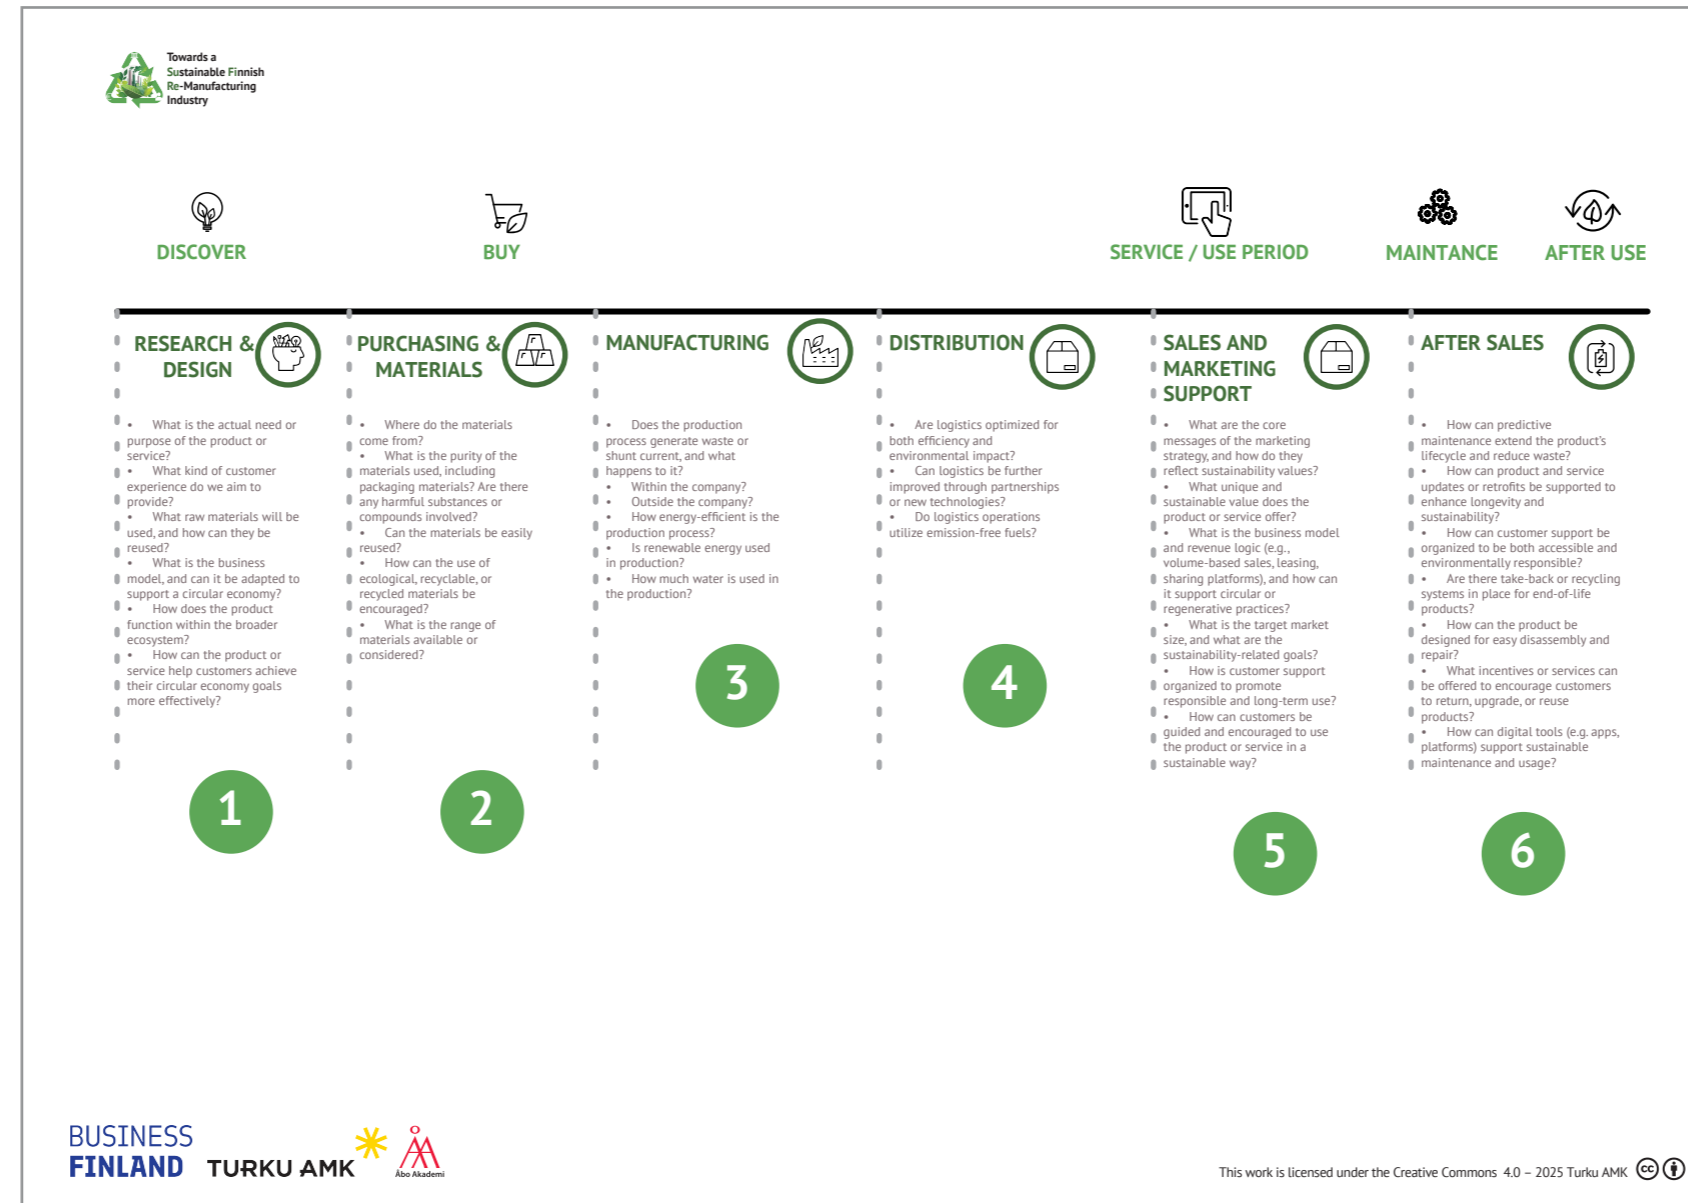 Towards a
Sustainable Finnish
Re-Manufacturing
Industry
DISCOVER
BUY
SERVICE / USE PERIOD
MAINTANCE
AFTER USE
RESEARCH &
DESIGN
• What is the actual need or
purpose of the product or
service?
• What kind of customer
experience do we aim to
provide?
• What raw materials will be
used, and how can they be
reused?
• What is the business
model, and can it be adapted to
support a circular economy?
• How does the product
function within the broader
ecosystem?
• How can the product or
service help customers achieve
their circular economy goals
more effectively?
1
PURCHASING &
MATERIALS
• Where do the materials
come from?
• What is the purity of the
materials used, including
packaging materials? Are there
any harmful substances or
compounds involved?
• Can the materials be easily
reused?
• How can the use of
ecological, recyclable, or
recycled materials be
encouraged?
• What is the range of
materials available or
considered?
2
MANUFACTURING
• Does the production
process generate waste or
shunt current, and what
happens to it?
• Within the company?
• Outside the company?
• How energy-efficient is the
production process?
• Is renewable energy used
in production?
• How much water is used in
the production?
3
DISTRIBUTION
• Are logistics optimized for
both efficiency and
environmental impact?
• Can logistics be further
improved through partnerships
or new technologies?
• Do logistics operations
utilize emission-free fuels?
4
SALES AND
MARKETING
SUPPORT
• What are the core
messages of the marketing
strategy, and how do they
reflect sustainability values?
• What unique and
sustainable value does the
product or service offer?
• What is the business model
and revenue logic (e.g.,
volume-based sales, leasing,
sharing platforms), and how can
it support circular or
regenerative practices?
• What is the target market
size, and what are the
sustainability-related goals?
• How is customer support
organized to promote
responsible and long-term use?
• How can customers be
guided and encouraged to use
the product or service in a
sustainable way?
5
AFTER SALES
• How can predictive
maintenance extend the product's
lifecycle and reduce waste?
• How can product and service
updates or retrofits be supported to
enhance longevity and
sustainability?
• How can customer support be
organized to be both accessible and
environmentally responsible?
• Are there take-back or recycling
systems in place for end-of-life
products?
• How can the product be
designed for easy disassembly and
repair?
• What incentives or services can
be offered to encourage customers
to return, upgrade, or reuse
products?
• How can digital tools (e.g. apps,
platforms) support sustainable
maintenance and usage?
6
BUSINESS
FINLAND
TURKU AMK
Åbo Akademi
This work is licensed under the Creative Commons 4.0 – 2025 Turku AMK
cc